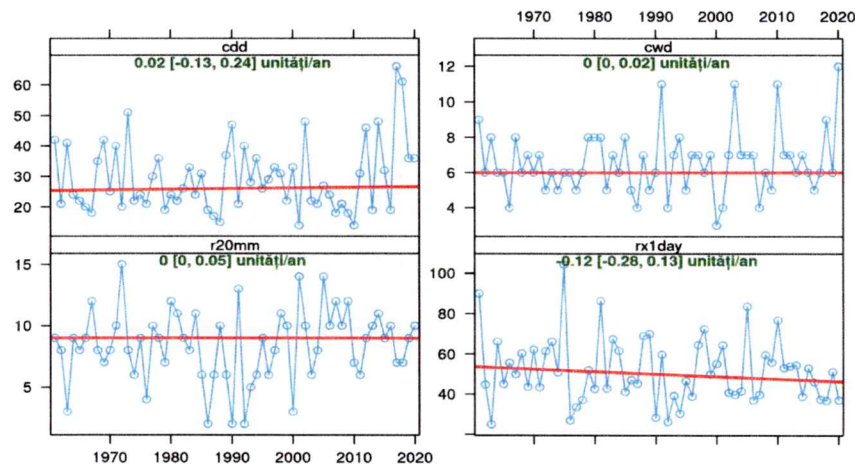 1970 1980 1990 2000 2010 2020
cdd
0.02 [-0.13, 0.24] unități/an
60
50
40
30
20
cwd
0 [0, 0.02] unități/an
12
10
8
6
4
r20mm
0 [0, 0.05] unități/an
15
10
5
rx1day
-0.12 [-0.28, 0.13] unități/an
100
80
60
40
1970 1980 1990 2000 2010 2020